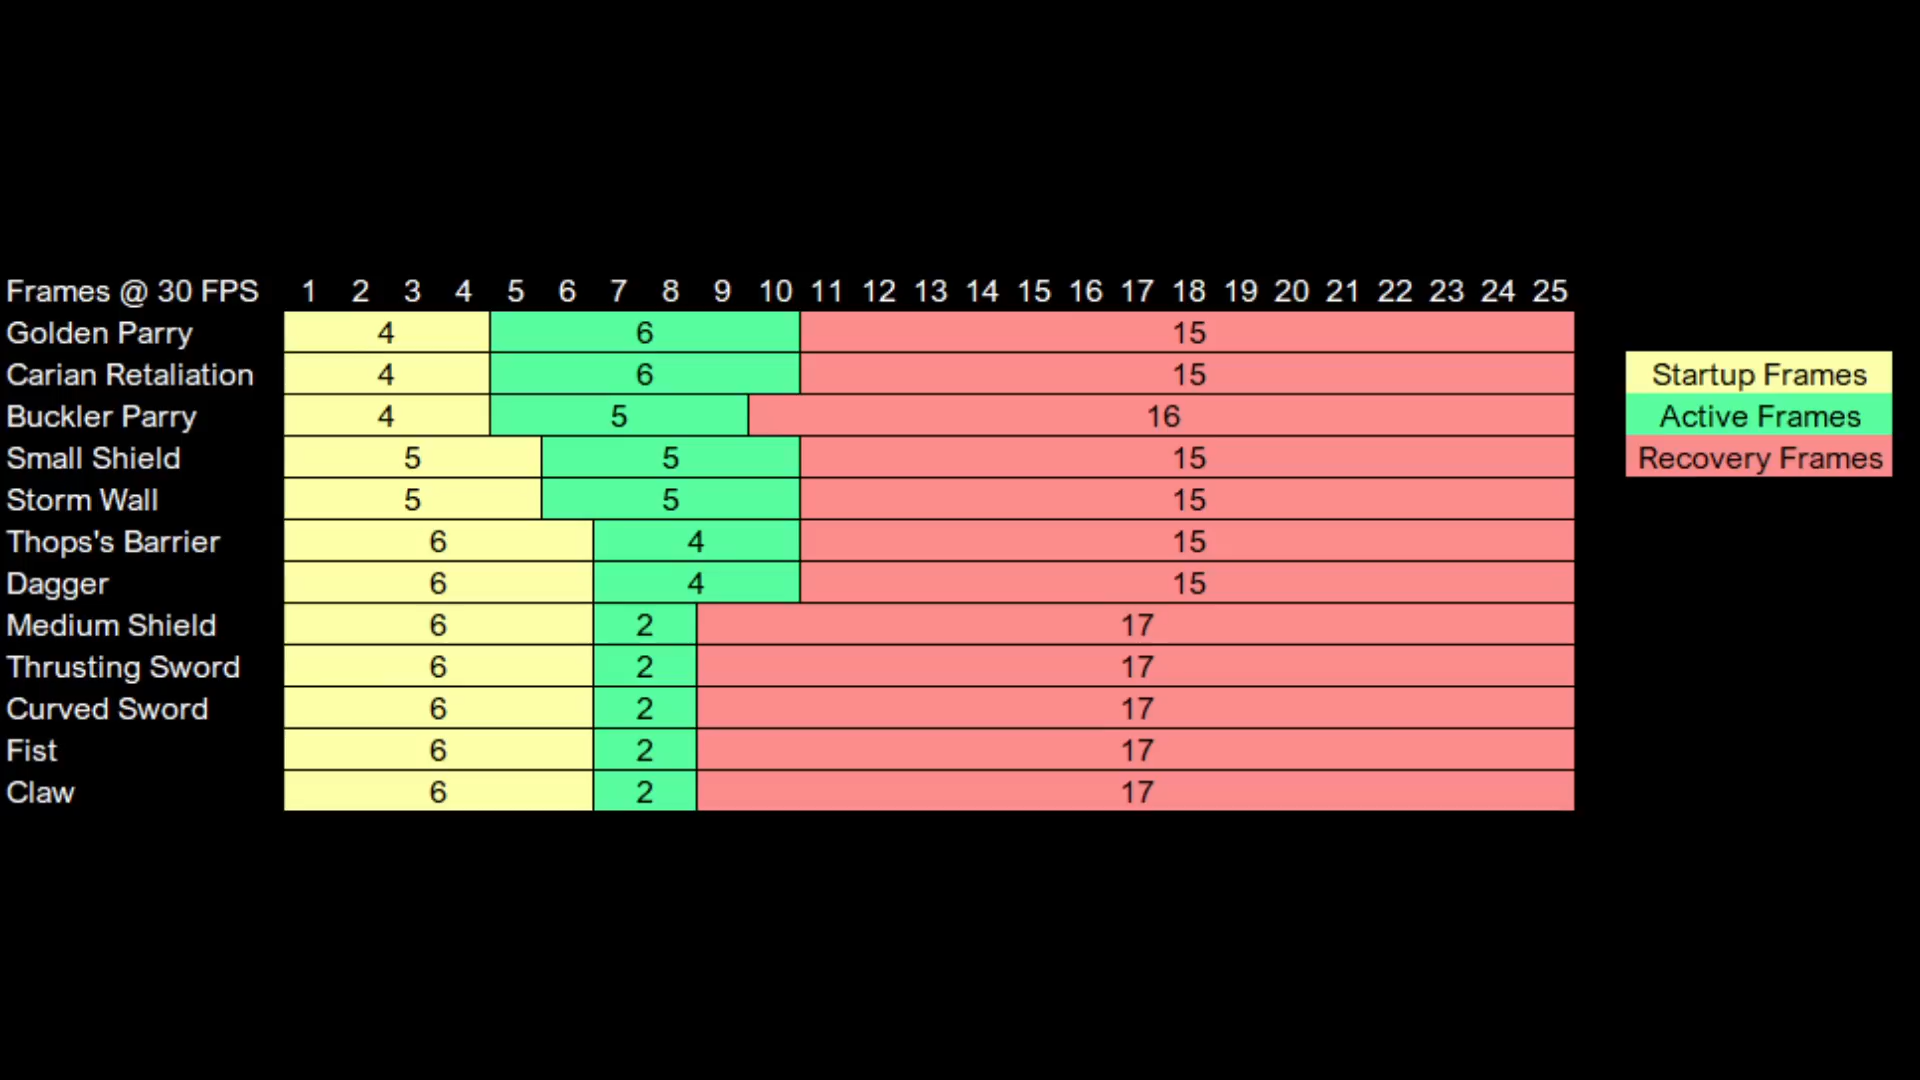 Frames @ 30 FPS 1 2 3 4 5 6 7 8 9 10 11 12 13 14 15 16 17 18 19 20 21 22 23 24 25
Golden Parry 4 6 15
Carian Retaliation 4 6 15 Startup Frames
Buckler Parry 4 5 16 Active Frames
Small Shield 5 5 15 Recovery Frames
Storm Wall 5 5 15
Thops's Barrier 6 4 15
Dagger 6 4 15
Medium Shield 6 2 17
Thrusting Sword 6 2 17
Curved Sword 6 2 17
Fist 6 2 17
Claw 6 2 17